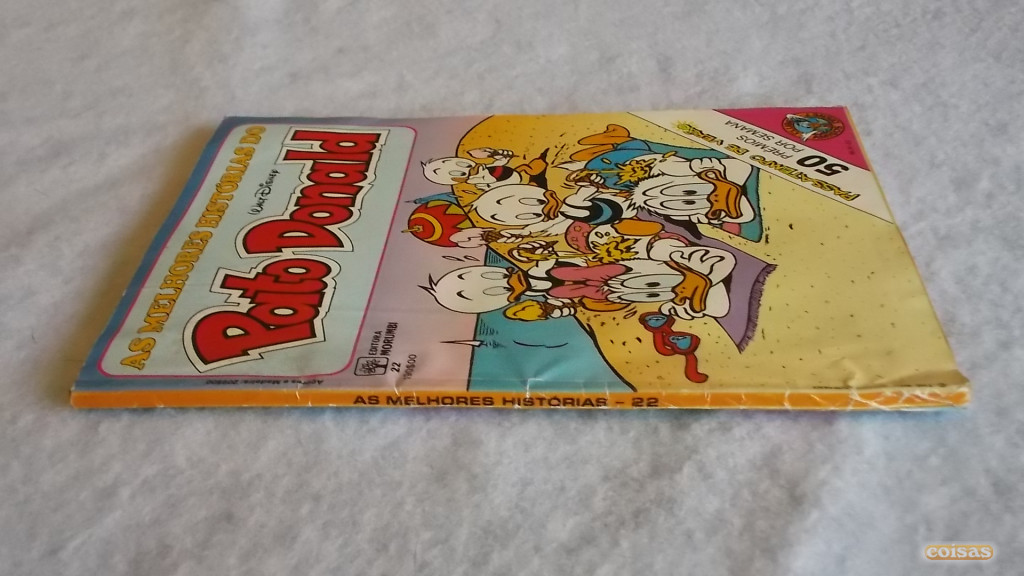 AS MELHORES HISTÓRIAS DO
WALT DISNEY
Pato Donald
EDITORA
MORUMBI
22
50
PRÊMIOS
POR SEMANA
AS MELHORES HISTÓRIAS - 22
coisas